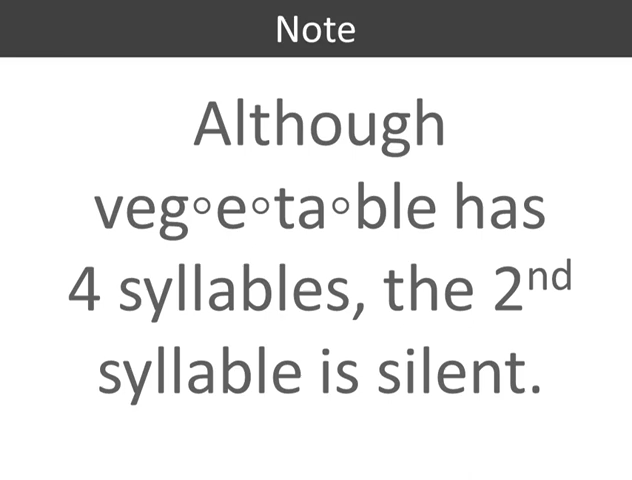 Note
Although
veg◦e◦ta◦ble has
4 syllables, the 2nd
syllable is silent.